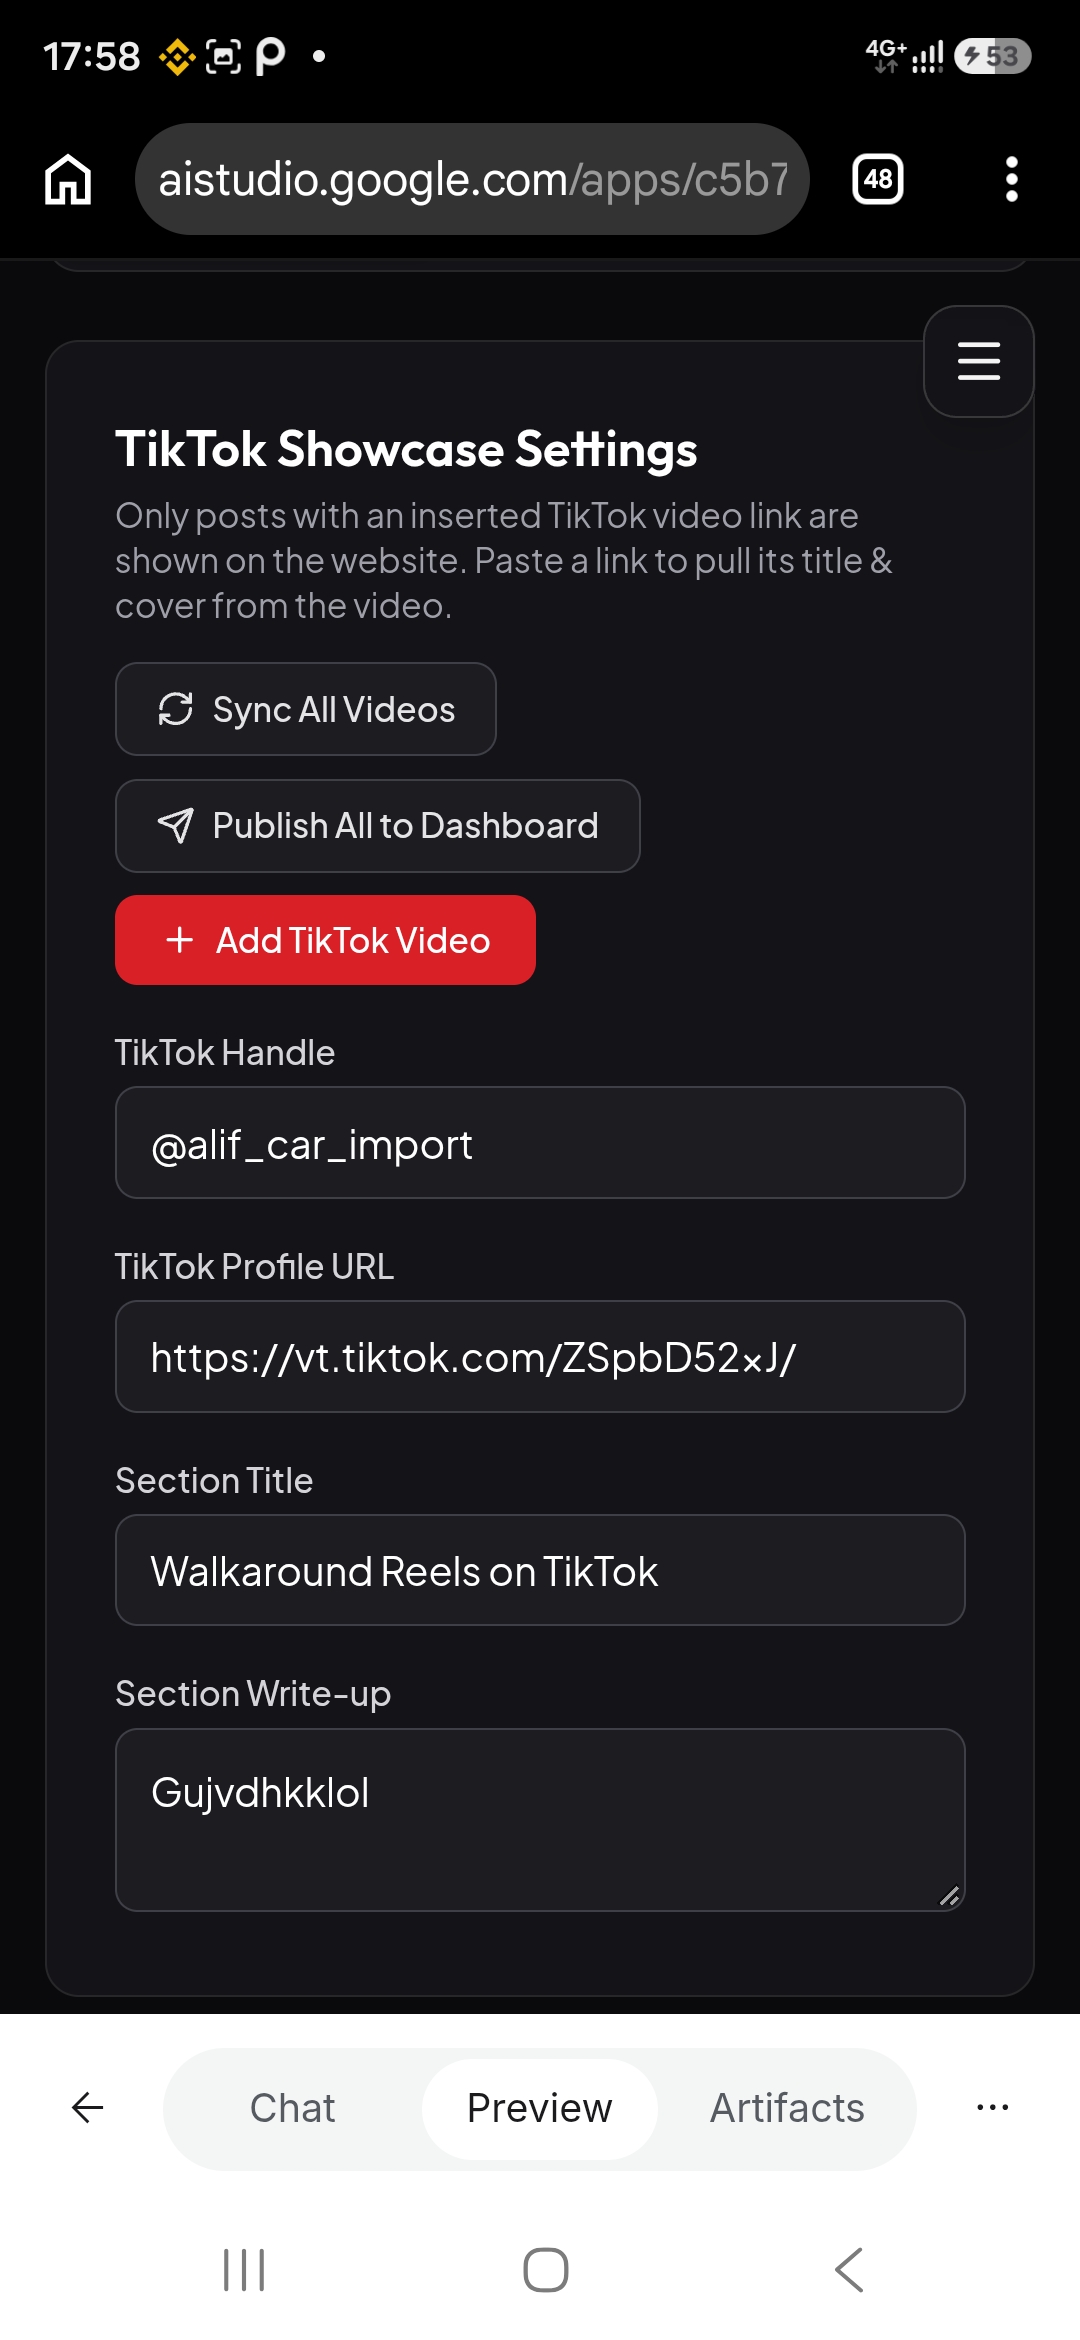 17:58
4G+
53
aistudio.google.com/apps/c5b7
48
TikTok Showcase Settings
Only posts with an inserted TikTok video link are
shown on the website. Paste a link to pull its title &
cover from the video.
Sync All Videos
Publish All to Dashboard
Add TikTok Video
TikTok Handle
@alif_car_import
TikTok Profile URL
https://vt.tiktok.com/ZSpbD52xJ/
Section Title
Walkaround Reels on TikTok
Section Write-up
Gujvdhkklol
Chat
Preview
Artifacts